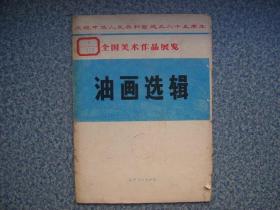 庆祝中华人民共和国成立二十五周年
全国美术作品展览
油画选辑